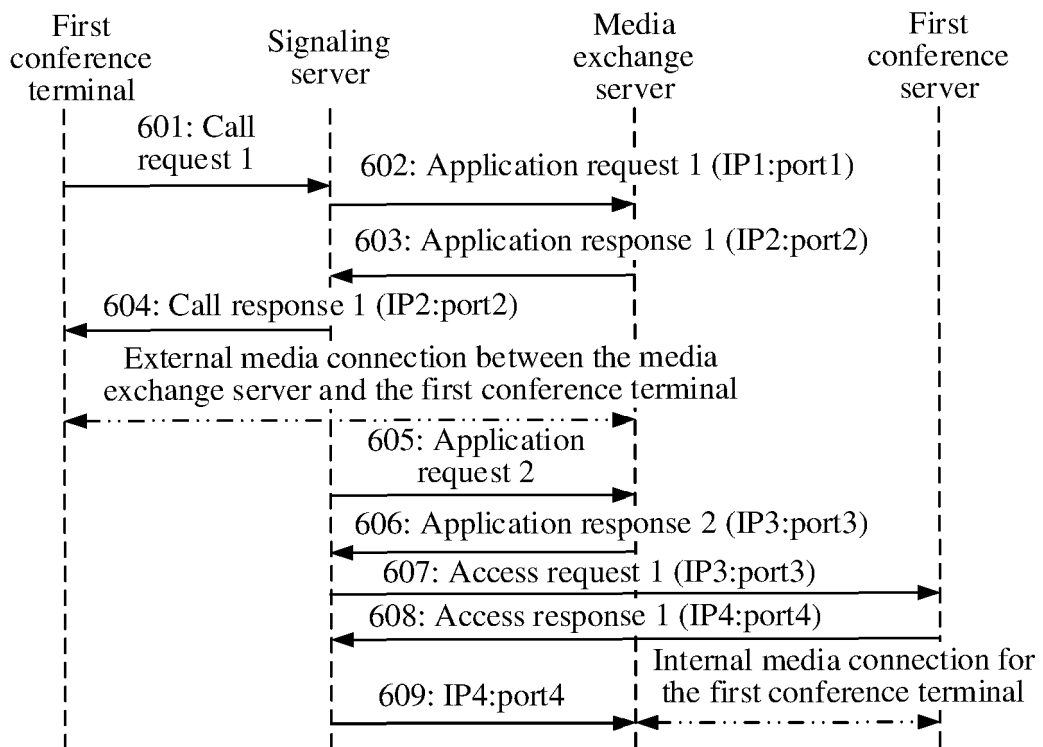 First
conference
terminal
Signaling
server
Media
exchange
server
First
conference
server
601: Call
request 1
602: Application request 1 (IP1:port1)
603: Application response 1 (IP2:port2)
604: Call response 1 (IP2:port2)
External media connection between the media
exchange server and the first conference terminal
605: Application
request 2
606: Application response 2 (IP3:port3)
607: Access request 1 (IP3:port3)
608: Access response 1 (IP4:port4)
Internal media connection for
the first conference terminal
609: IP4:port4